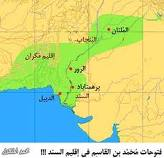 الملتان
البنجاب
إقليم مكران
الرور
برهمناباد
السند
الديبل
فتوحات محمد بن القاسم في إقليم السند !!!